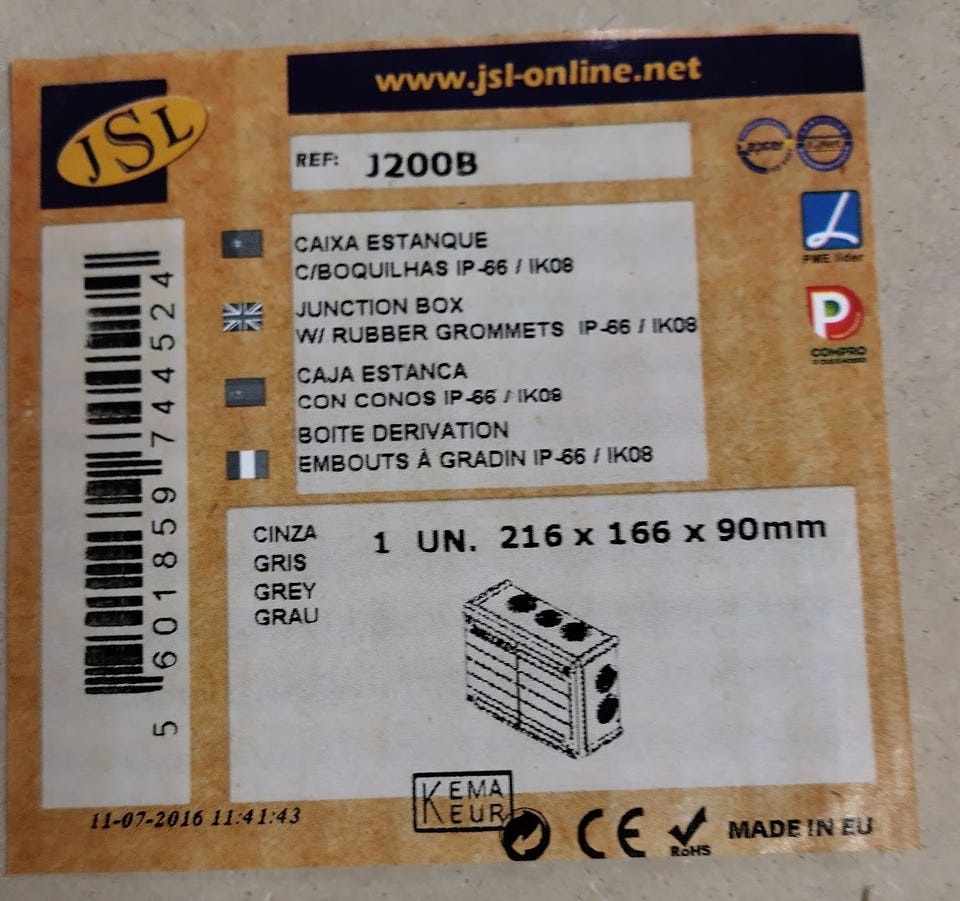 JSL
www.jsl-online.net
REF: J200B
CAIXA ESTANQUE
C/BOQUILHAS IP-66 / IK08
JUNCTION BOX
W/ RUBBER GROMMETS IP-66 / IK08
CAJA ESTANCA
CON CONOS IP-66 / IK08
BOITE DERIVATION
EMBOUTS À GRADIN IP-66 / IK08
PME líder
COMPRO
CINZA
GRIS
GREY
GRAU
1 UN. 216 x 166 x 90mm
5 601859 744524
11-07-2016 11:41:43
KEMA
KEUR
CE
RoHS
MADE IN EU